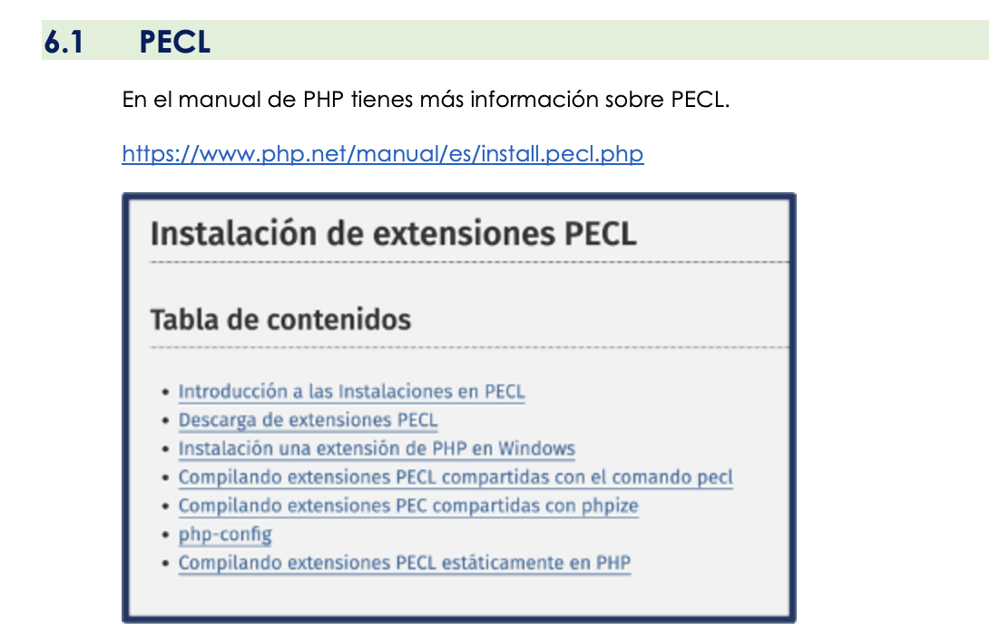 6.1 PECL
En el manual de PHP tienes más información sobre PECL.
https://www.php.net/manual/es/install.pecl.php
Instalación de extensiones PECL
Tabla de contenidos
• Introducción a las Instalaciones en PECL
• Descarga de extensiones PECL
• Instalación una extensión de PHP en Windows
• Compilando extensiones PECL compartidas con el comando pecl
• Compilando extensiones PEC compartidas con phpize
• php-config
• Compilando extensiones PECL estáticamente en PHP